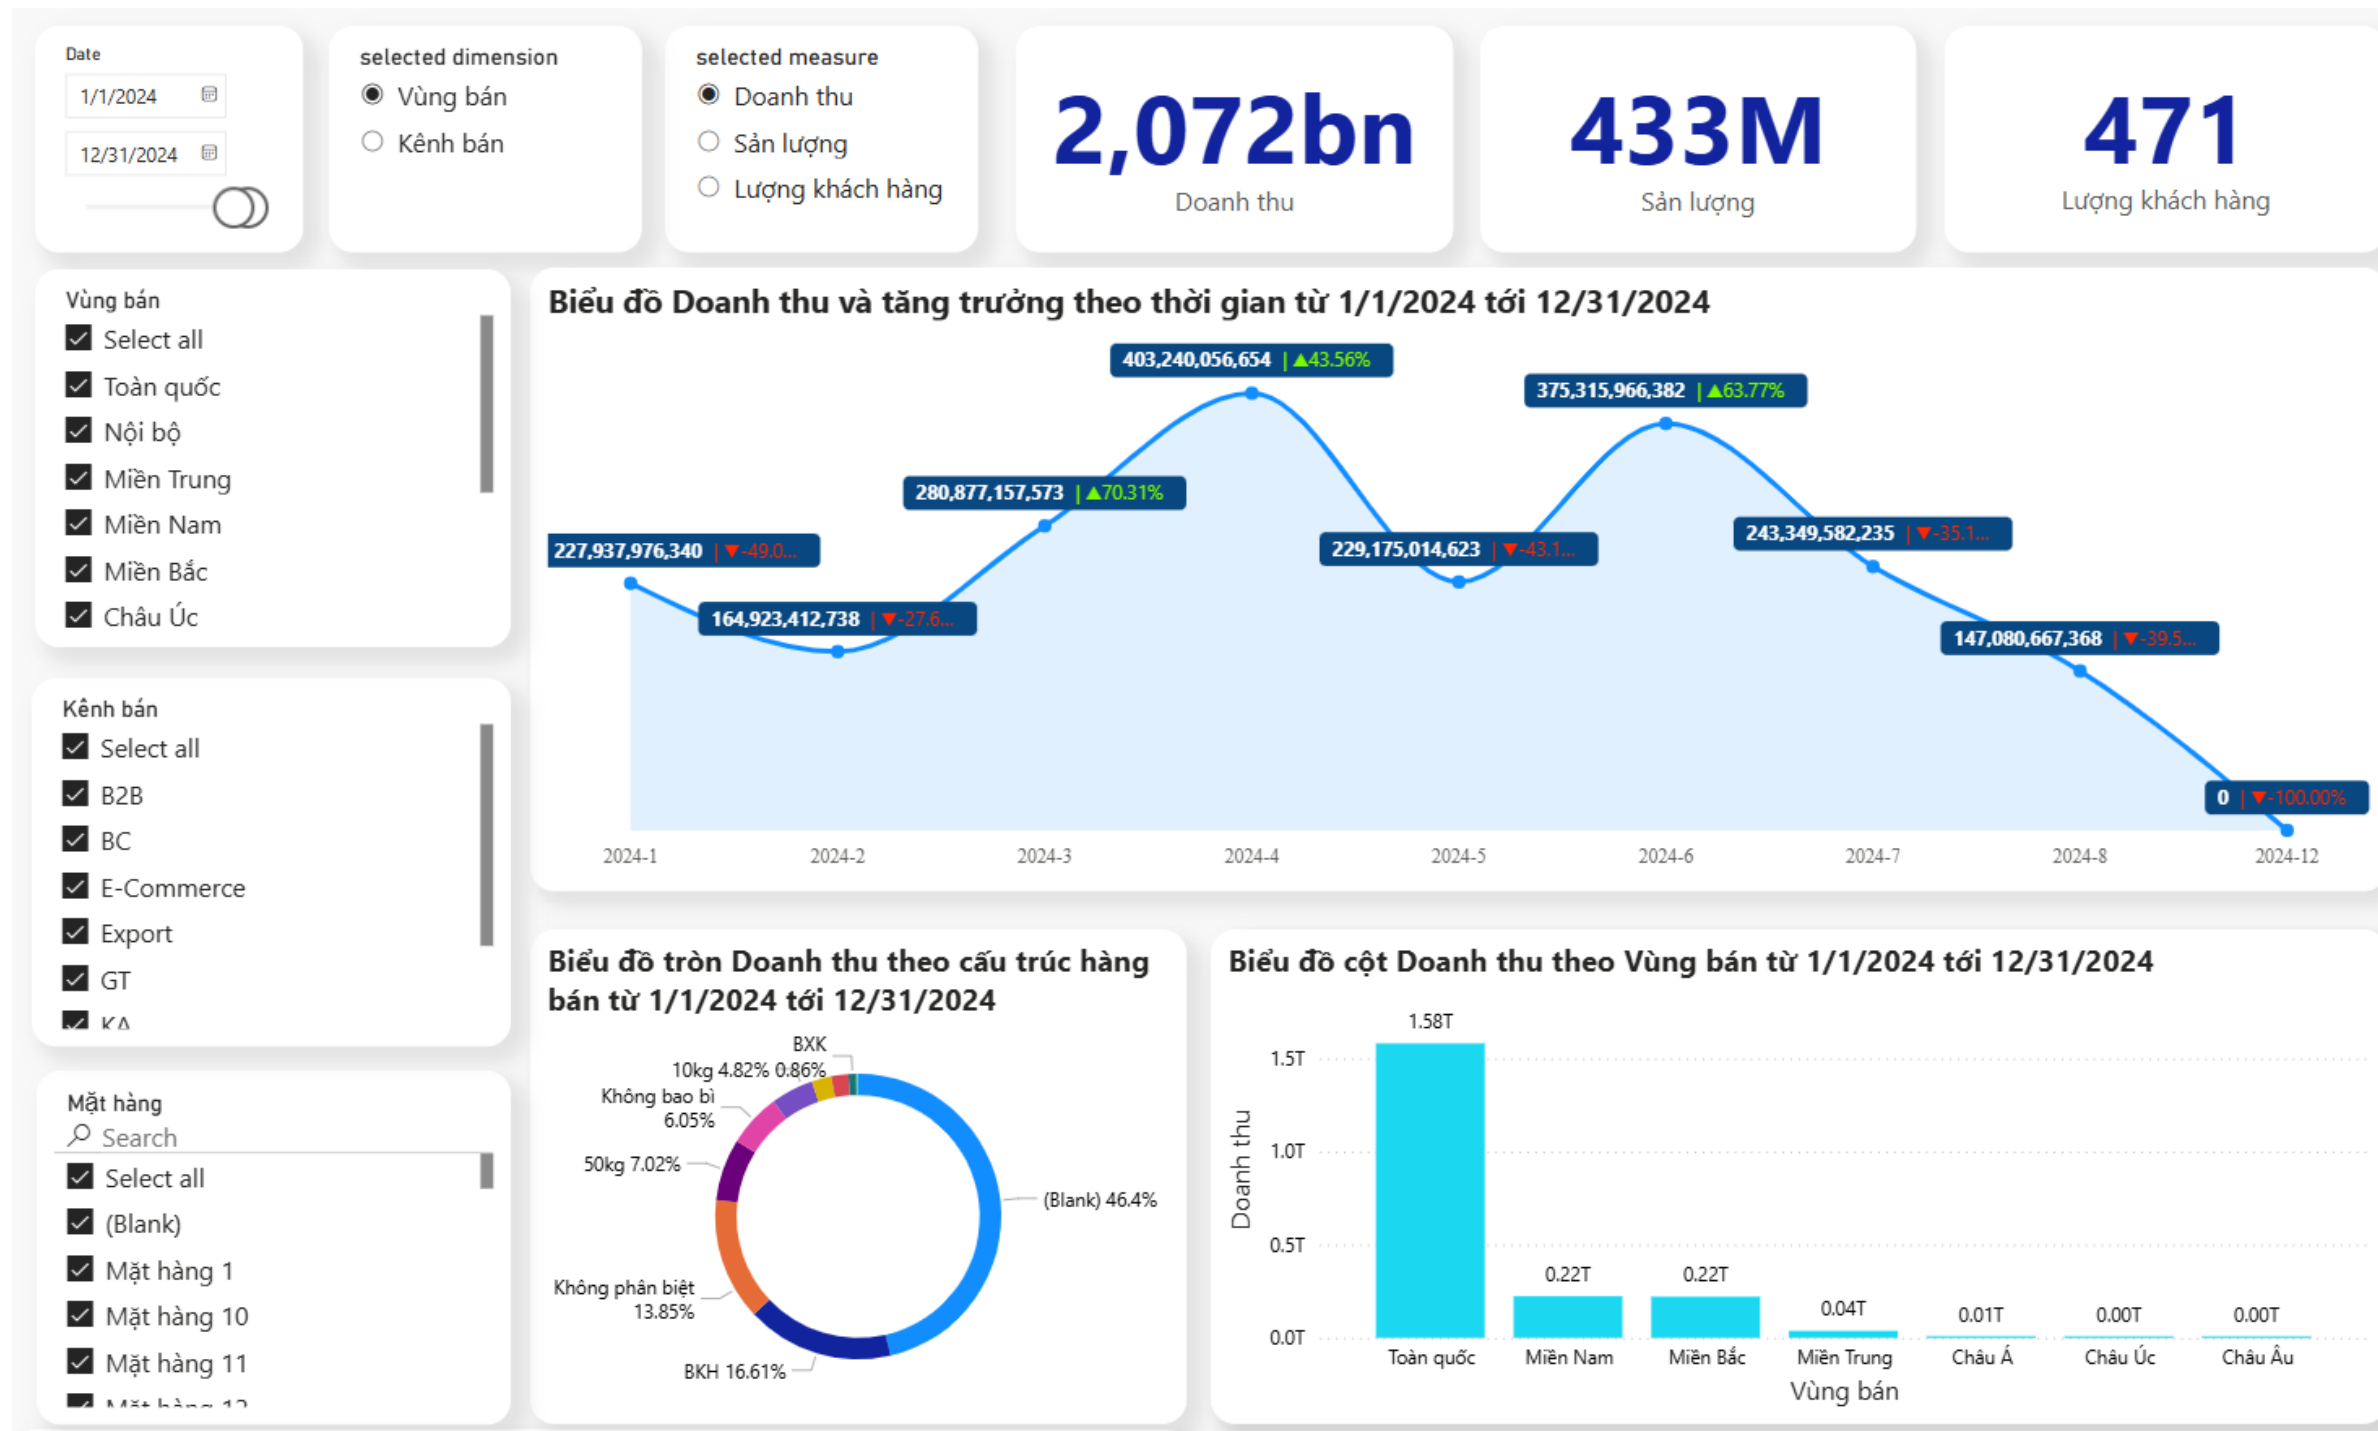 Date
1/1/2024
12/31/2024
selected dimension
Vùng bán
Kênh bán
selected measure
Doanh thu
Sản lượng
Lượng khách hàng
2,072bn
Doanh thu
433M
Sản lượng
471
Lượng khách hàng
Vùng bán
Select all
Toàn quốc
Nội bộ
Miền Trung
Miền Nam
Miền Bắc
Châu Úc
Kênh bán
Select all
B2B
BC
E-Commerce
Export
GT
KA
Mặt hàng
Search
Select all
(Blank)
Mặt hàng 1
Mặt hàng 10
Mặt hàng 11
Mặt hàng 12
Biểu đồ Doanh thu và tăng trưởng theo thời gian từ 1/1/2024 tới 12/31/2024
403,240,056,654 | ▲43.56%
375,315,966,382 | ▲63.77%
280,877,157,573 | ▲70.31%
227,937,976,340 | ▼-49.0...
229,175,014,623 | ▼-43.1...
243,349,582,235 | ▼-35.1...
164,923,412,738 | ▼-27.6...
147,080,667,368 | ▼-39.5...
0 | ▼-100.00%
2024-1 2024-2 2024-3 2024-4 2024-5 2024-6 2024-7 2024-8 2024-12
Biểu đồ tròn Doanh thu theo cấu trúc hàng
bán từ 1/1/2024 tới 12/31/2024
BXK
0.86%
10kg 4.82%
Không bao bì
6.05%
50kg 7.02%
(Blank) 46.4%
Không phân biệt
13.85%
BKH 16.61%
Biểu đồ cột Doanh thu theo Vùng bán từ 1/1/2024 tới 12/31/2024
Doanh thu
1.5T
1.0T
0.5T
0.0T
1.58T
0.22T
0.22T
0.04T
0.01T
0.00T
0.00T
Toàn quốc Miền Nam Miền Bắc Miền Trung Châu Á Châu Úc Châu Âu
Vùng bán